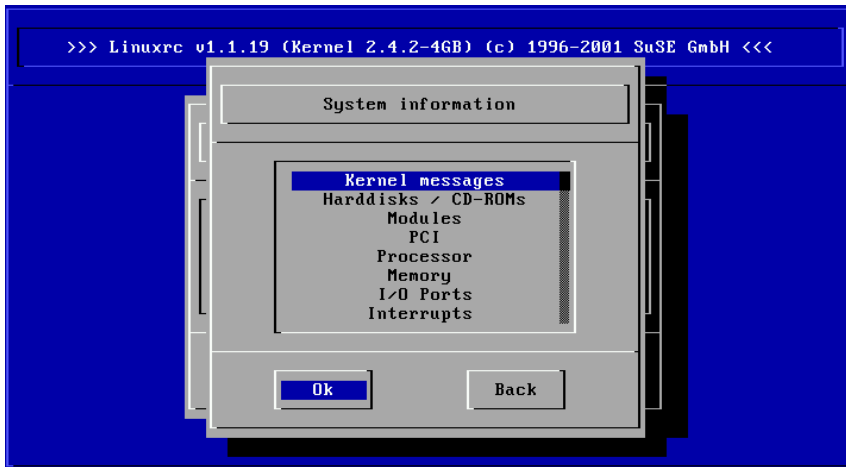 >>> Linuxrc v1.1.19 (Kernel 2.4.2-4GB) (c) 1996-2001 SuSE GmbH <<<
System information
Kernel messages
Harddisks / CD-ROMs
Modules
PCI
Processor
Memory
I/O Ports
Interrupts
Ok Back